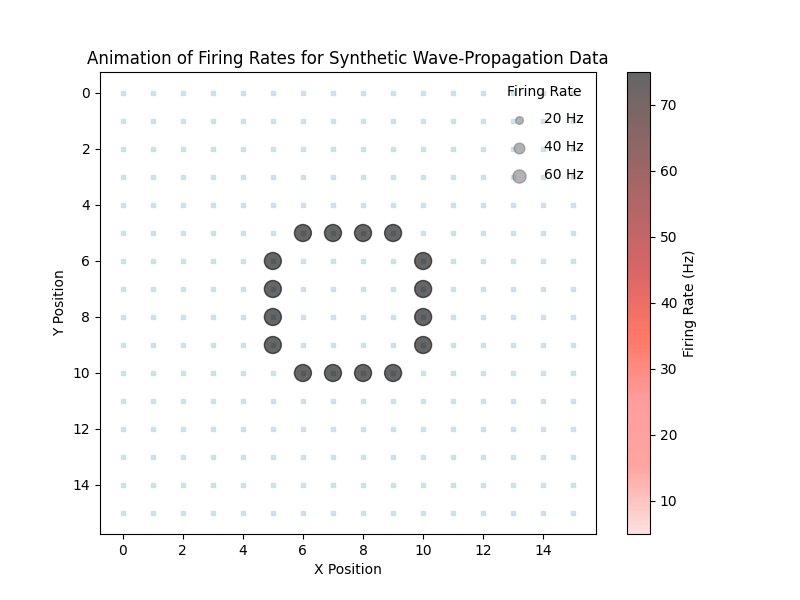 Animation of Firing Rates for Synthetic Wave-Propagation Data
Firing Rate
20 Hz
40 Hz
60 Hz
0
2
4
6
8
10
12
14
Y Position
0 2 4 6 8 10 12 14
X Position
70
60
50
40
30
20
10
Firing Rate (Hz)